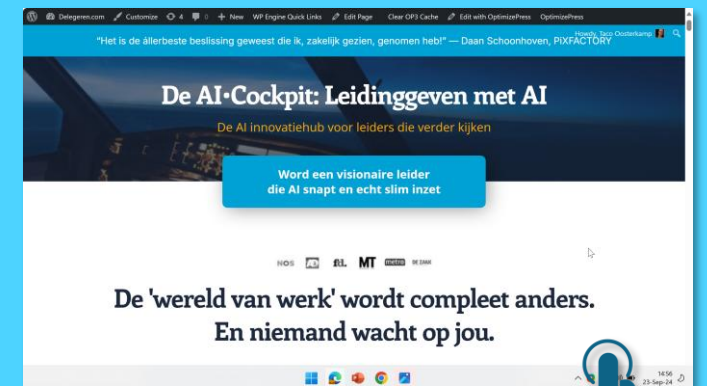 Delegeren.com Customize 4 0 New WP Engine Quick Links Edit Page Clear OP3 Cache Edit with OptimizePress OptimizePress
Howdy, Taco Oosterkamp
"Het is de állerbeste beslissing geweest die ik, zakelijk gezien, genomen heb!" — Daan Schoonhoven, PiXFACTORY
De AI•Cockpit: Leidinggeven met AI
De AI innovatiehub voor leiders die verder kijken
Word een visionaire leider
die AI snapt en echt slim inzet
NOS fd. MT metro DE ZAAK
De 'wereld van werk' wordt compleet anders.
En niemand wacht op jou.
14:56
23-Sep-24